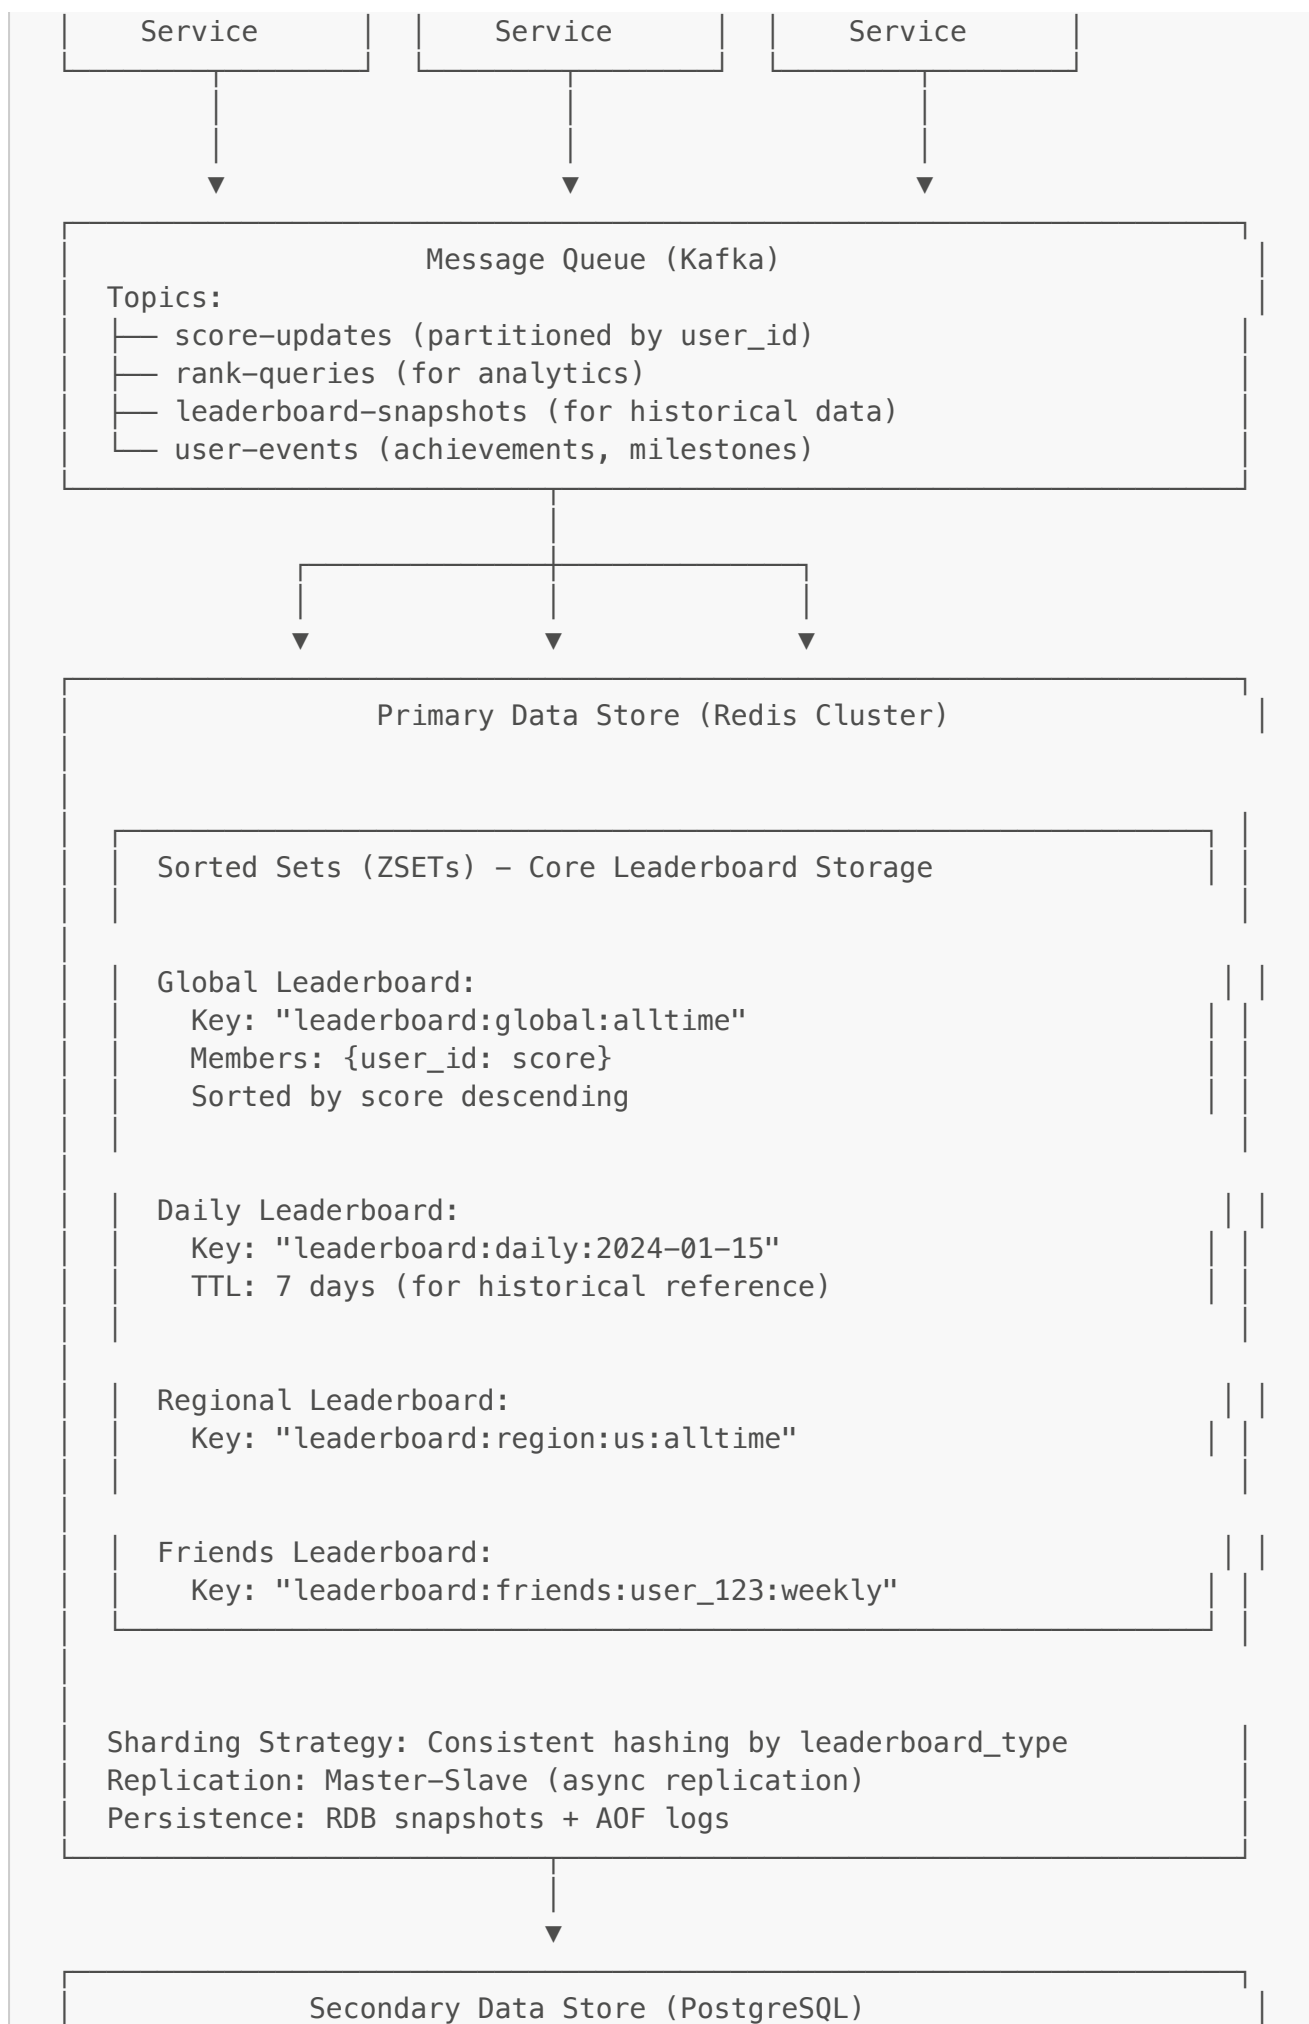 Service Service Service
Message Queue (Kafka)
Topics:
├── score-updates (partitioned by user_id)
├── rank-queries (for analytics)
├── leaderboard-snapshots (for historical data)
└── user-events (achievements, milestones)
Primary Data Store (Redis Cluster)
Sorted Sets (ZSETs) - Core Leaderboard Storage
Global Leaderboard:
Key: "leaderboard:global:alltime"
Members: {user_id: score}
Sorted by score descending
Daily Leaderboard:
Key: "leaderboard:daily:2024-01-15"
TTL: 7 days (for historical reference)
Regional Leaderboard:
Key: "leaderboard:region:us:alltime"
Friends Leaderboard:
Key: "leaderboard:friends:user_123:weekly"
Sharding Strategy: Consistent hashing by leaderboard_type
Replication: Master-Slave (async replication)
Persistence: RDB snapshots + AOF logs
Secondary Data Store (PostgreSQL)